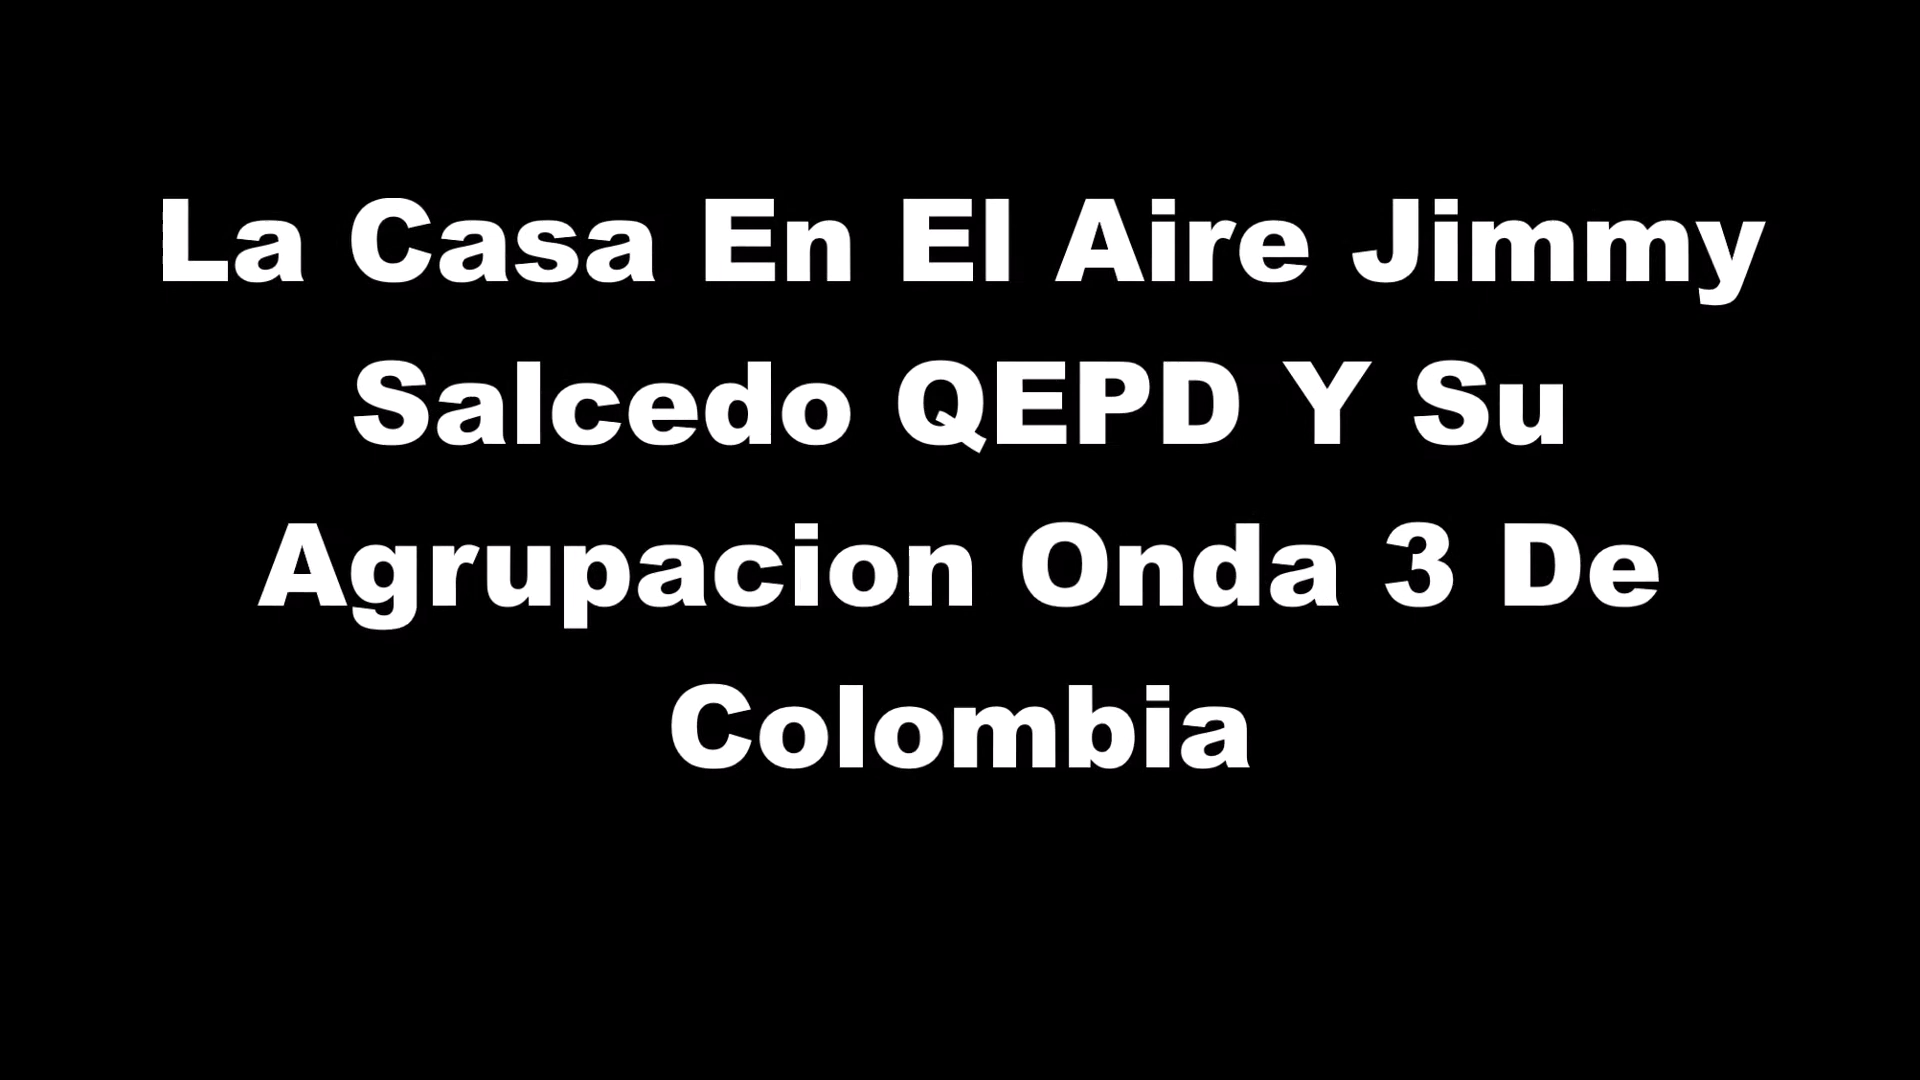 La Casa En El Aire Jimmy
Salcedo QEPD Y Su
Agrupacion Onda 3 De
Colombia